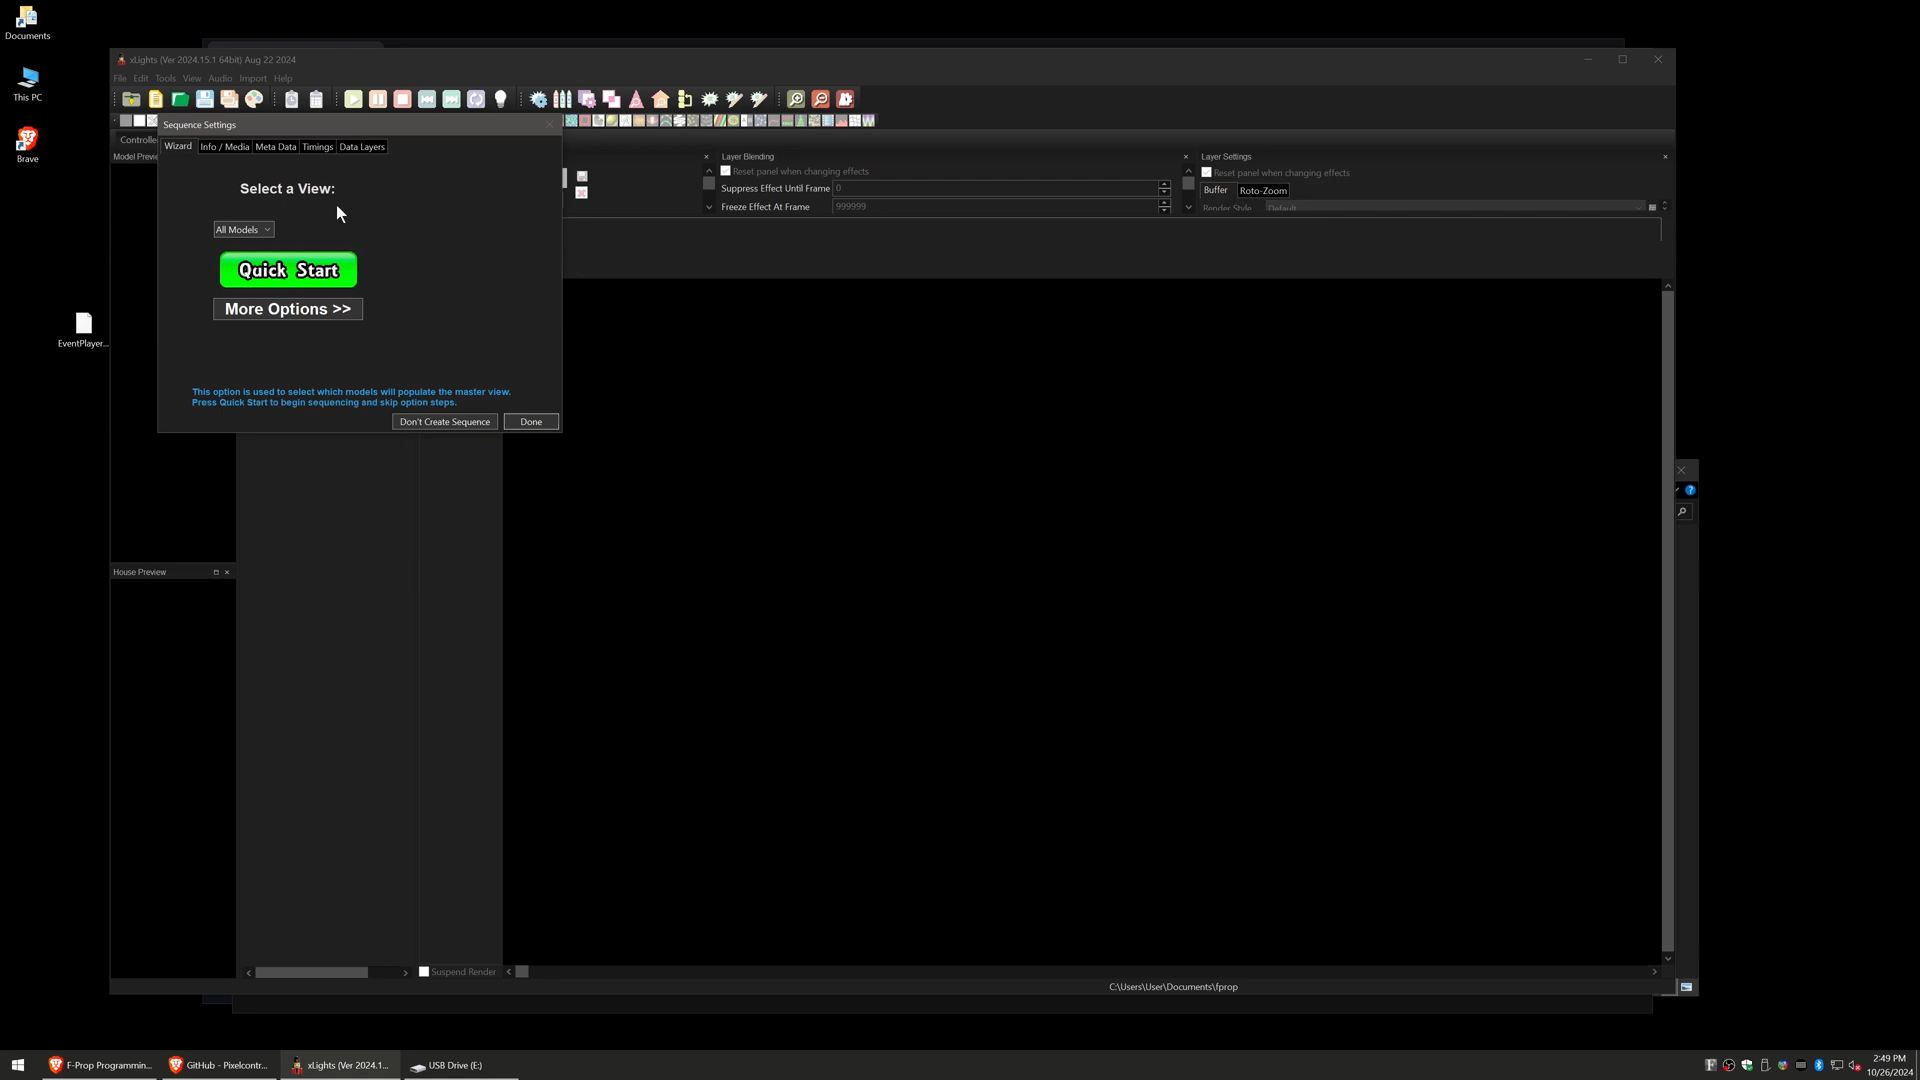 Documents
This PC
Brave
EventPlayer...
xLights (Ver 2024.15.1 64bit) Aug 22 2024
File Edit Tools View Audio Import Help
Sequence Settings
Wizard Info / Media Meta Data Timings Data Layers
Select a View:
All Models
Quick Start
More Options >>
This option is used to select which models will populate the master view.
Press Quick Start to begin sequencing and skip option steps.
Don't Create Sequence Done
Layer Blending
Reset panel when changing effects
Suppress Effect Until Frame 0
Freeze Effect At Frame 999999
Layer Settings
Reset panel when changing effects
Buffer Roto-Zoom
Render Style Default
House Preview
Suspend Render
C:\Users\User\Documents\fprop
F-Prop Programmin...
GitHub - Pixelcontr...
xLights (Ver 2024.1...
USB Drive (E:)
2:49 PM
10/26/2024